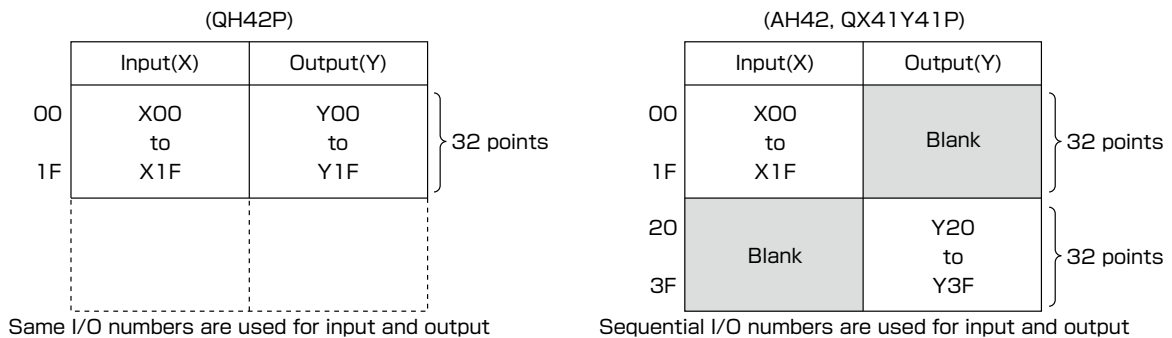 (QH42P)
Input(X) Output(Y)
00 X00 Y00
to to
1F X1F Y1F
32 points
Same I/O numbers are used for input and output
(AH42, QX41Y41P)
Input(X) Output(Y)
00 X00
to Blank
1F X1F
32 points
20 Y20
Blank to
3F Y3F
32 points
Sequential I/O numbers are used for input and output